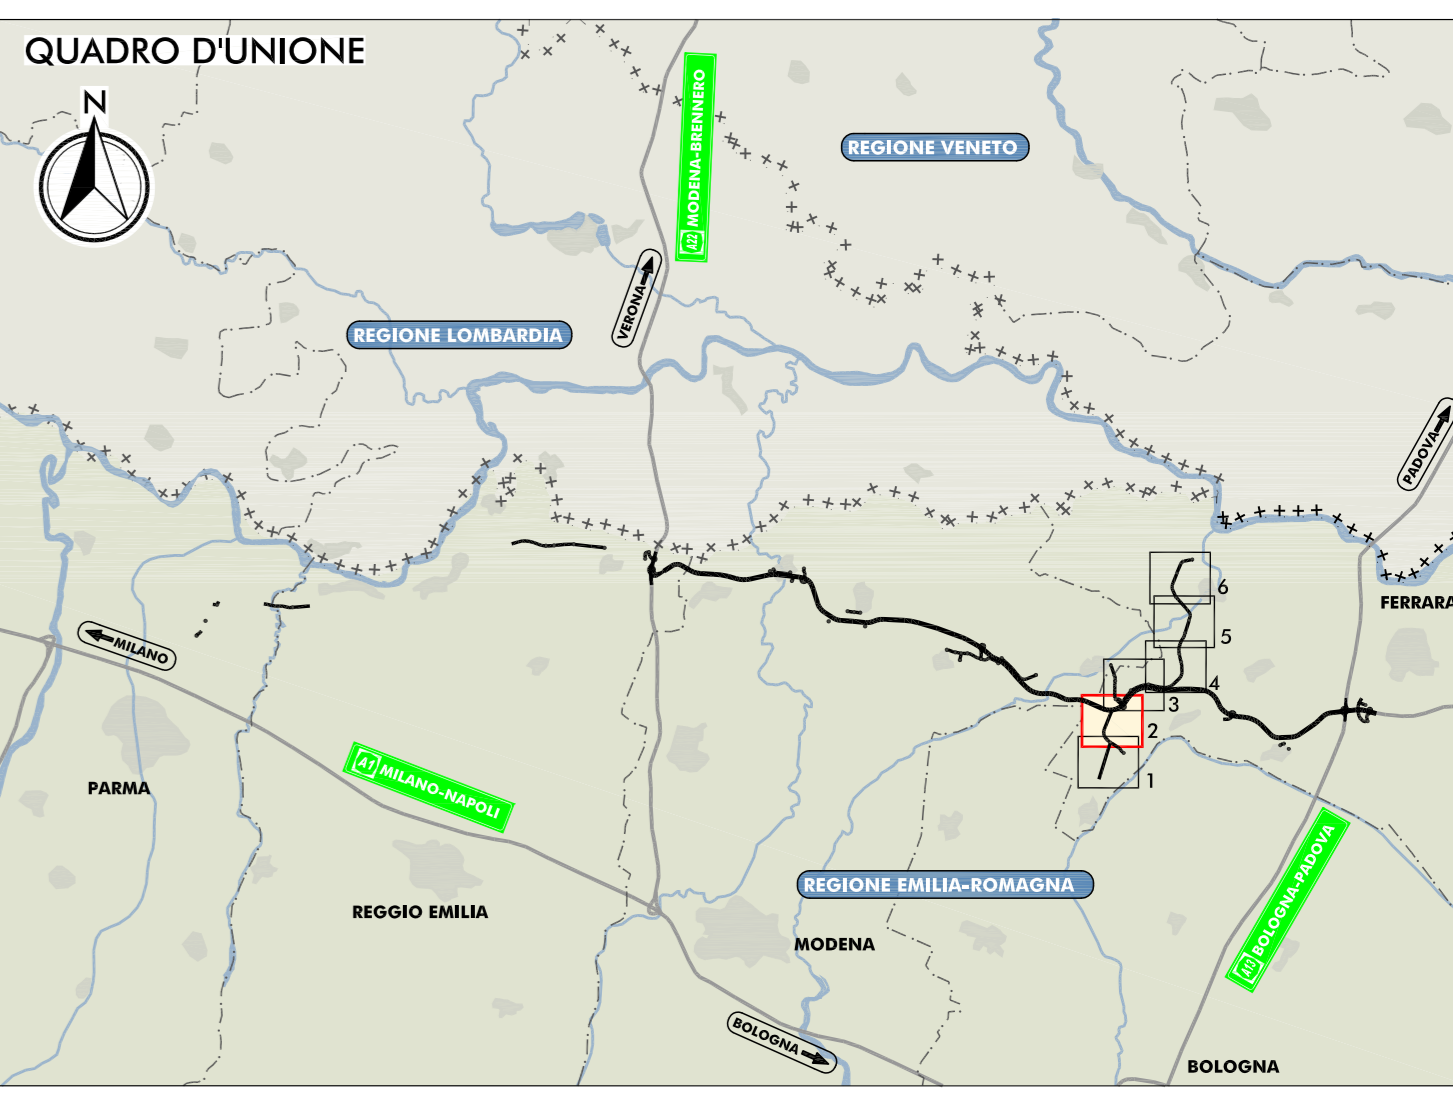 QUADRO D'UNIONE
N
A22 MODENA-BRENNERO
REGIONE VENETO
VERONA
REGIONE LOMBARDIA
PADOVA
6
FERRARA
5
MILANO
4
3
2
1
A1 MILANO-NAPOLI
PARMA
A13 BOLOGNA-PADOVA
REGIONE EMILIA-ROMAGNA
REGGIO EMILIA
MODENA
BOLOGNA
BOLOGNA